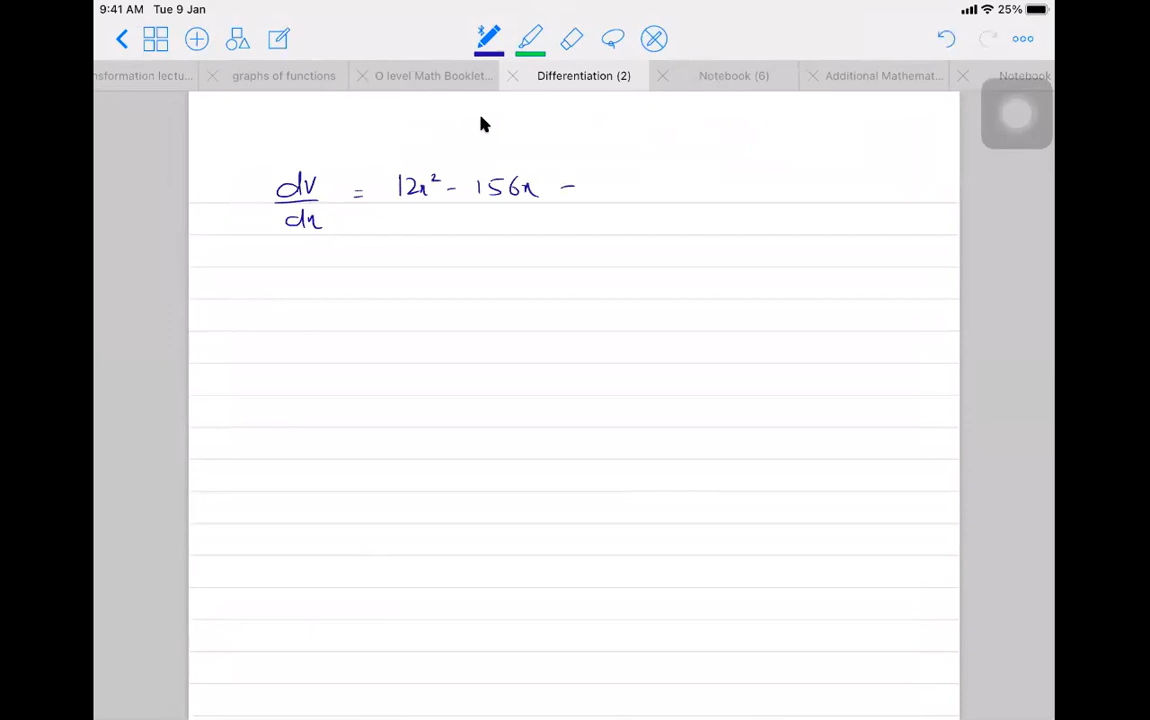 9:41 AM Tue 9 Jan 25%
nsformation lectu... graphs of functions O level Math Booklet... Differentiation (2) Notebook (6) Additional Mathemat... Notebook
dv/dx = 12x² - 156x -